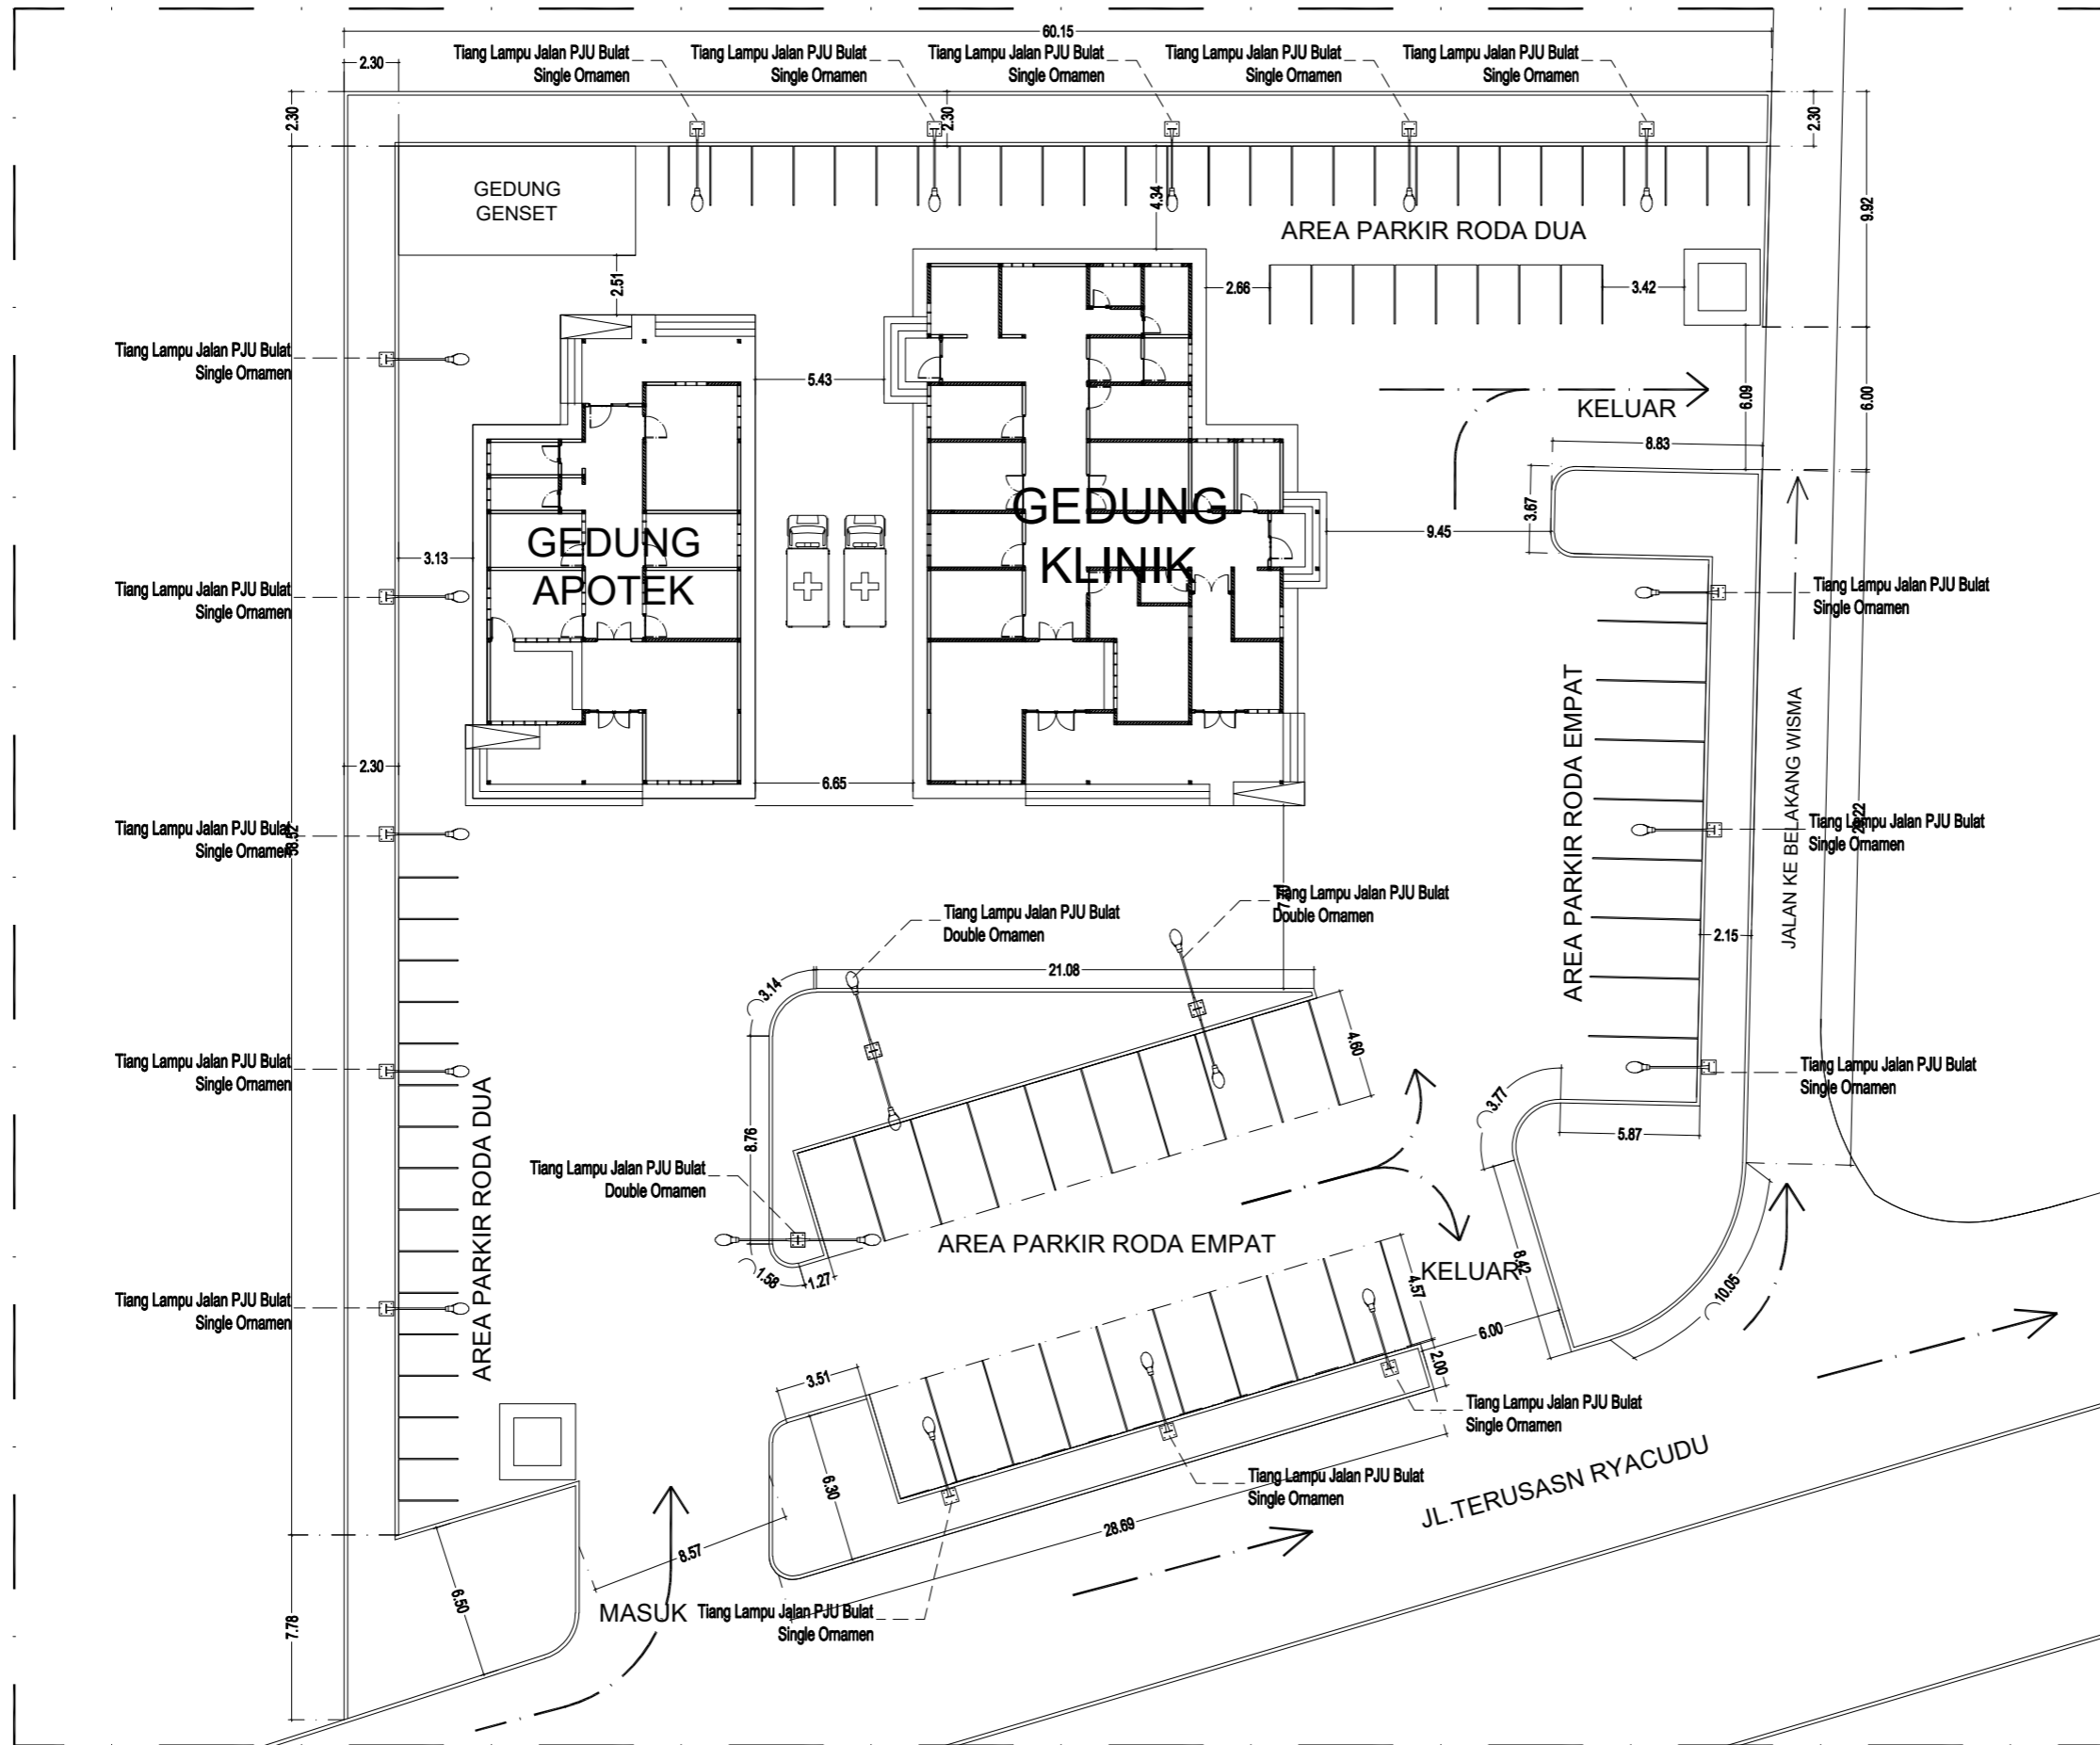 60.15
2.30
Tiang Lampu Jalan PJU Bulat
Single Ornamen
Tiang Lampu Jalan PJU Bulat
Single Ornamen
Tiang Lampu Jalan PJU Bulat
Single Ornamen
Tiang Lampu Jalan PJU Bulat
Single Ornamen
Tiang Lampu Jalan PJU Bulat
Single Ornamen
2.30
2.30
2.30
GEDUNG
GENSET
4.34
9.92
AREA PARKIR RODA DUA
2.51
2.66
3.42
Tiang Lampu Jalan PJU Bulat
Single Ornamen
5.43
KELUAR
6.09
6.00
8.83
3.67
GEDUNG
APOTEK
GEDUNG
KLINIK
9.45
3.13
Tiang Lampu Jalan PJU Bulat
Single Ornamen
Tiang Lampu Jalan PJU Bulat
Single Ornamen
AREA PARKIR RODA EMPAT
JALAN KE BELAKANG WISMA
2.30
6.65
Tiang Lampu Jalan PJU Bulat
Single Ornamen
38.52
Tiang Lampu Jalan PJU Bulat
Single Ornamen
Tiang Lampu Jalan PJU Bulat
Double Ornamen
Tiang Lampu Jalan PJU Bulat
Double Ornamen
2.15
21.08
3.14
4.60
Tiang Lampu Jalan PJU Bulat
Single Ornamen
Tiang Lampu Jalan PJU Bulat
Single Ornamen
AREA PARKIR RODA DUA
8.76
3.77
5.87
Tiang Lampu Jalan PJU Bulat
Double Ornamen
AREA PARKIR RODA EMPAT
KELUAR
8.42
1.58
1.27
4.57
10.05
Tiang Lampu Jalan PJU Bulat
Single Ornamen
6.00
2.00
3.51
Tiang Lampu Jalan PJU Bulat
Single Ornamen
6.30
Tiang Lampu Jalan PJU Bulat
Single Ornamen
JL.TERUSASN RYACUDU
28.69
8.57
6.50
7.78
MASUK
Tiang Lampu Jalan PJU Bulat
Single Ornamen